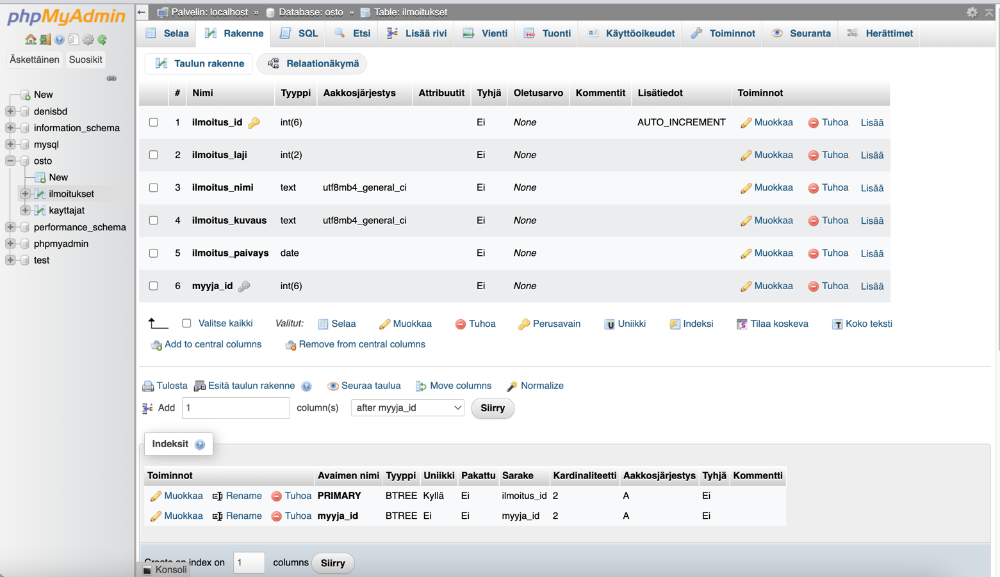 phpMyAdmin
Äskettäinen Suosikit
New
denisbd
information_schema
mysql
osto
New
ilmoitukset
kayttajat
performance_schema
phpmyadmin
test
Palvelin: localhost » Database: osto » Table: ilmoitukset
Selaa Rakenne SQL Etsi Lisää rivi Vienti Tuonti Käyttöoikeudet Toiminnot Seuranta Herättimet
Taulun rakenne Relaationäkymä
# Nimi Tyyppi Aakkosjärjestys Attribuutit Tyhjä Oletusarvo Kommentit Lisätiedot Toiminnot
1 ilmoitus_id int(6) Ei None AUTO_INCREMENT Muokkaa Tuhoa Lisää
2 ilmoitus_laji int(2) Ei None Muokkaa Tuhoa Lisää
3 ilmoitus_nimi text utf8mb4_general_ci Ei None Muokkaa Tuhoa Lisää
4 ilmoitus_kuvaus text utf8mb4_general_ci Ei None Muokkaa Tuhoa Lisää
5 ilmoitus_paivays date Ei None Muokkaa Tuhoa Lisää
6 myyja_id int(6) Ei None Muokkaa Tuhoa Lisää
Valitse kaikki Valitut: Selaa Muokkaa Tuhoa Perusavain Uniikki Indeksi Tilaa koskeva Koko teksti
Add to central columns Remove from central columns
Tulosta Esitä taulun rakenne Seuraa taulua Move columns Normalize
Add 1 column(s) after myyja_id Siirry
Indeksit
Toiminnot Avaimen nimi Tyyppi Uniikki Pakattu Sarake Kardinaliteetti Aakkosjärjestys Tyhjä Kommentti
Muokkaa Rename Tuhoa PRIMARY BTREE Kyllä Ei ilmoitus_id 2 A Ei
Muokkaa Rename Tuhoa myyja_id BTREE Ei Ei myyja_id 2 A Ei
Create an index on 1 columns Siirry
Konsoli